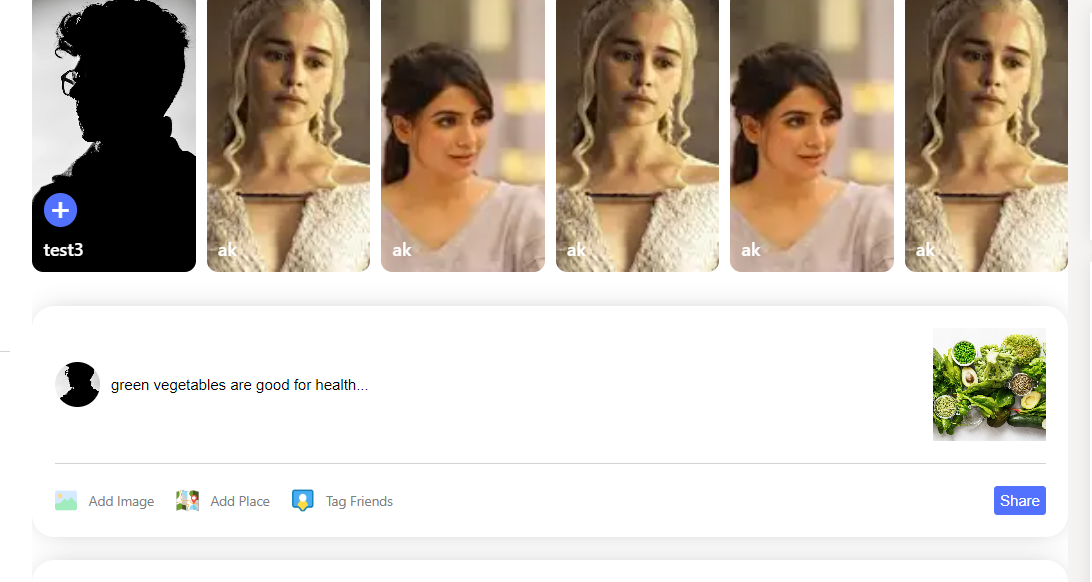 test3
ak
ak
ak
ak
ak
green vegetables are good for health...
Add Image
Add Place
Tag Friends
Share